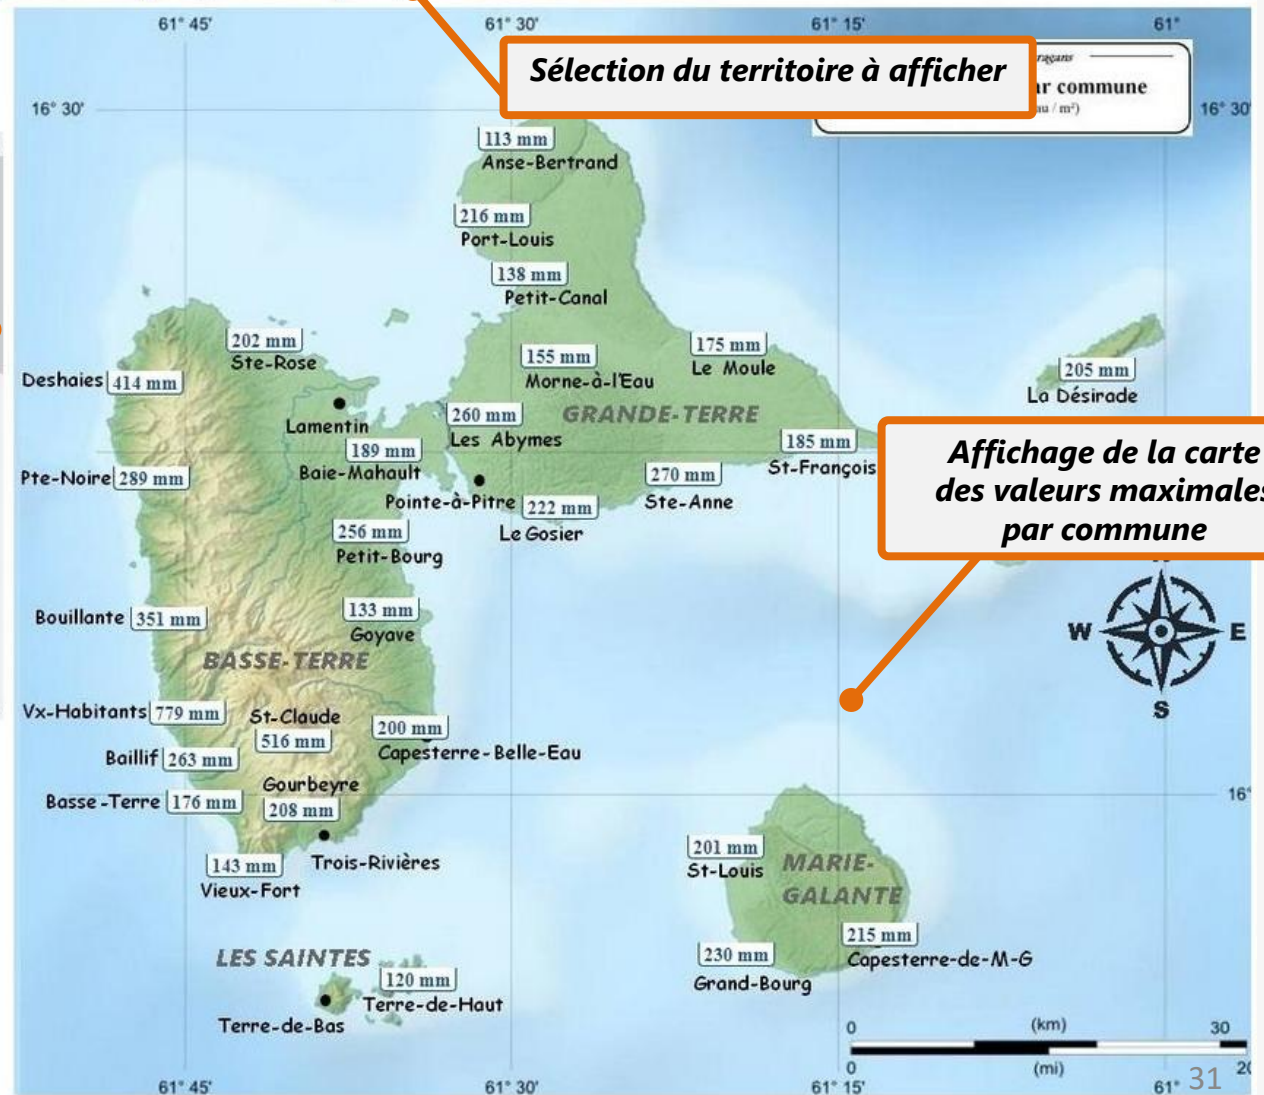 61° 45'
61° 30'
61° 15'
61°
Sélection du territoire à afficher
ragans
ar commune
au / m²)
16° 30'
16° 30'
113 mm
Anse-Bertrand
216 mm
Port-Louis
138 mm
Petit-Canal
202 mm
Ste-Rose
155 mm
Morne-à-l'Eau
175 mm
Le Moule
205 mm
La Désirade
Deshaies 414 mm
Lamentin
260 mm
Les Abymes
GRANDE-TERRE
189 mm
Baie-Mahault
185 mm
St-François
Affichage de la carte
des valeurs maximales
par commune
Pte-Noire 289 mm
Pointe-à-Pitre
222 mm
Le Gosier
270 mm
Ste-Anne
256 mm
Petit-Bourg
Bouillante 351 mm
133 mm
Goyave
BASSE-TERRE
W
E
S
Vx-Habitants 779 mm
St-Claude
516 mm
200 mm
Capesterre-Belle-Eau
Baillif 263 mm
Gourbeyre
208 mm
Basse-Terre 176 mm
16°
143 mm
Vieux-Fort
Trois-Rivières
201 mm
St-Louis
MARIE-
GALANTE
215 mm
Capesterre-de-M-G
230 mm
Grand-Bourg
LES SAINTES
120 mm
Terre-de-Haut
Terre-de-Bas
0
(km)
30
0
(mi)
20
61° 45'
61° 30'
61° 15'
61°
31